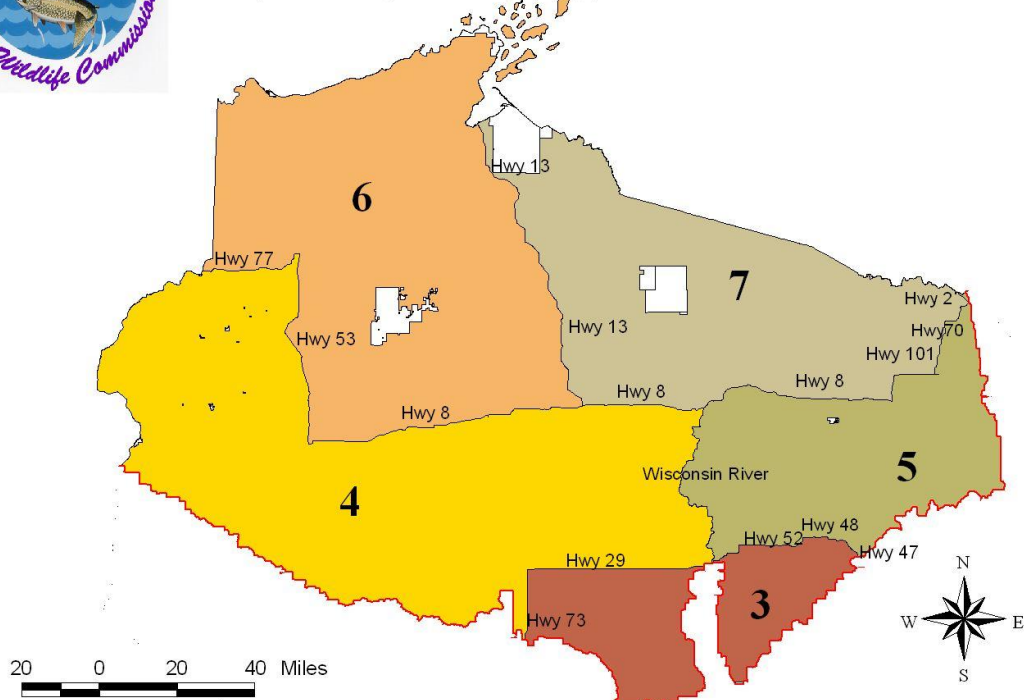 Wildlife Commission
Hwy 13
6
Hwy 77
7
Hwy 2
Hwy 53
Hwy 13
Hwy70
Hwy 101
Hwy 8
Hwy 8
Hwy 8
5
Wisconsin River
4
Hwy 48
Hwy 52
Hwy 47
Hwy 29
N
3
Hwy 73
W
E
20 0 20 40 Miles
S